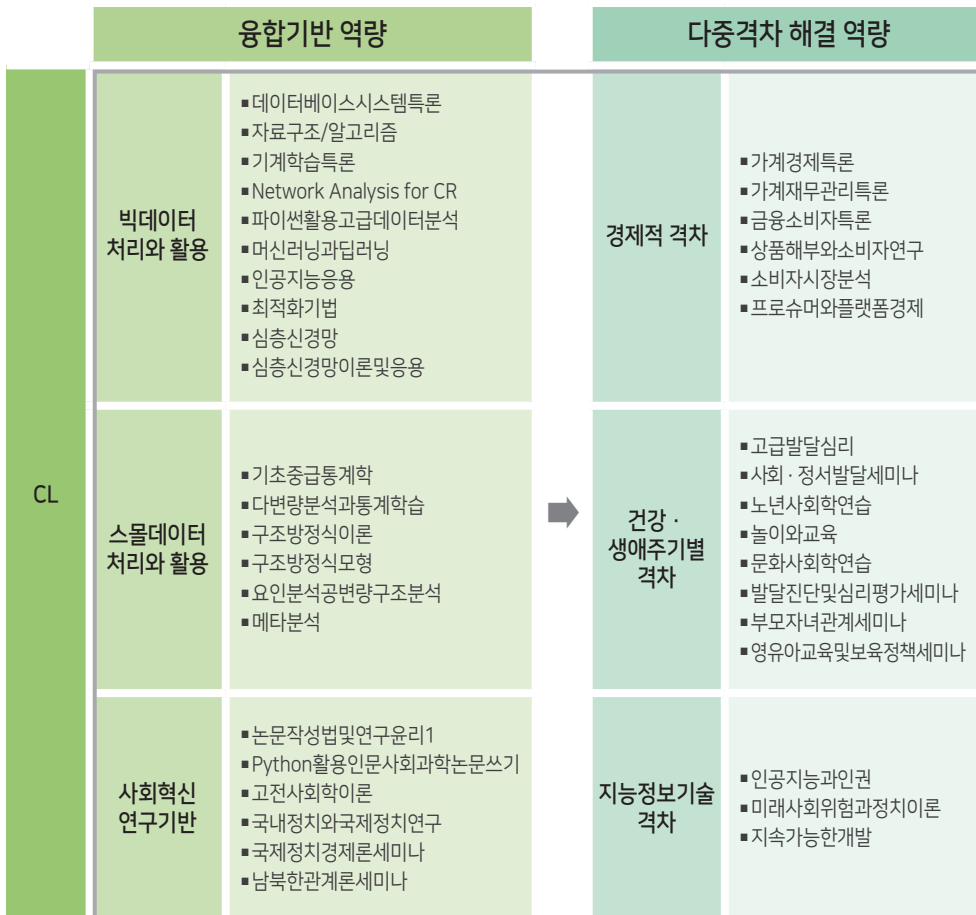 융합기반 역량
다중격차 해결 역량
CL
빅데이터
처리와 활용
▪데이터베이스시스템특론
▪자료구조/알고리즘
▪기계학습특론
▪Network Analysis for CR
▪파이썬활용고급데이터분석
▪머신러닝과딥러닝
▪인공지능응용
▪최적화기법
▪심층신경망
▪심층신경망이론및응용
경제적 격차
▪가계경제특론
▪가계재무관리특론
▪금융소비자특론
▪상품해부와소비자연구
▪소비자시장분석
▪프로슈머와플랫폼경제
스몰데이터
처리와 활용
▪기초중급통계학
▪다변량분석과통계학습
▪구조방정식이론
▪구조방정식모형
▪요인분석공변량구조분석
▪메타분석
건강 ·
생애주기별
격차
▪고급발달심리
▪사회 · 정서발달세미나
▪노년사회학연습
▪놀이와교육
▪문화사회학연습
▪발달진단및심리평가세미나
▪부모자녀관계세미나
▪영유아교육및보육정책세미나
사회혁신
연구기반
▪논문작성법및연구윤리1
▪Python활용인문사회과학논문쓰기
▪고전사회학이론
▪국내정치와국제정치연구
▪국제정치경제론세미나
▪남북한관계론세미나
지능정보기술
격차
▪인공지능과인권
▪미래사회위험과정치이론
▪지속가능한개발